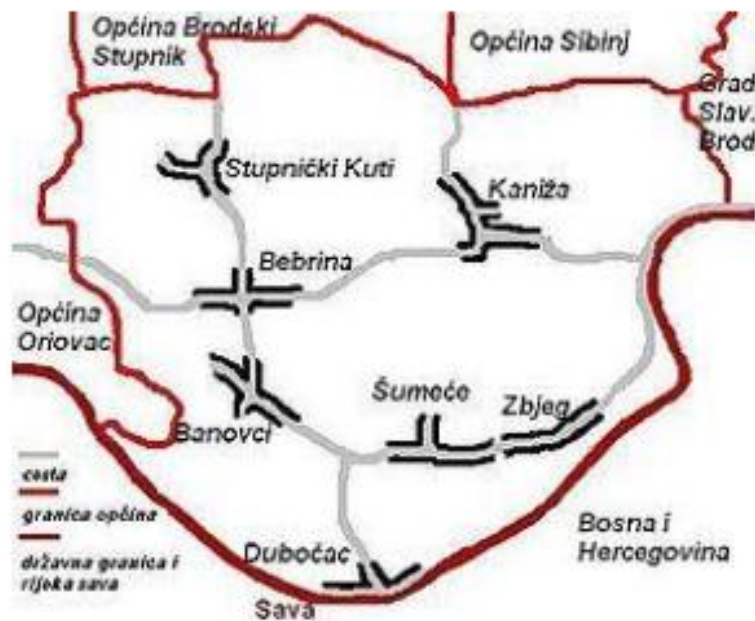 Općina Brodski
Stupnik
Općina Sibinj
Grad
Slav.
Brod
Stupnički Kuti
Kaniža
Bebrina
Općina
Oriovac
Šumeće
Zbjeg
Banovci
cesta
granica općina
državna granica i
rijeka sava
Dubočac
Sava
Bosna i
Hercegovina